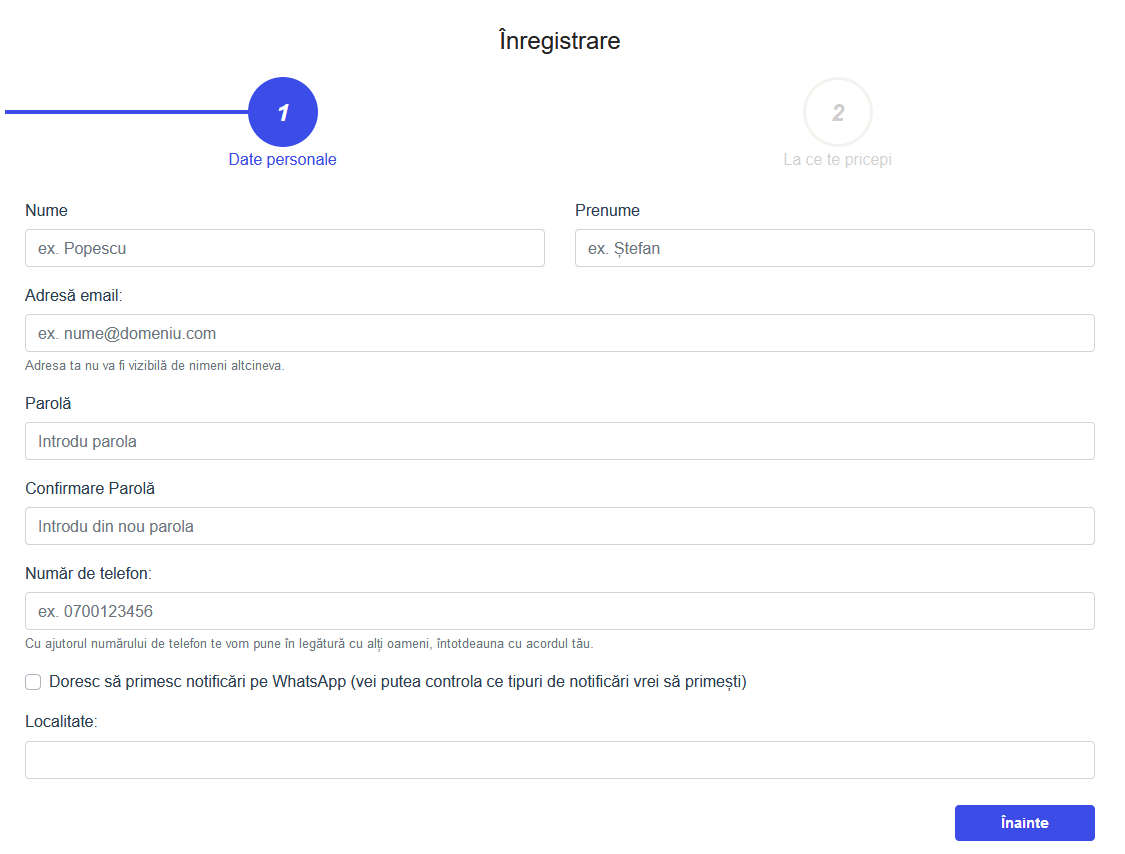 Înregistrare
1
2
Date personale
La ce te pricepi
Nume
Prenume
ex. Popescu
ex. Ștefan
Adresă email:
ex. nume@domeniu.com
Adresa ta nu va fi vizibilă de nimeni altcineva.
Parolă
Introdu parola
Confirmare Parolă
Introdu din nou parola
Număr de telefon:
ex. 0700123456
Cu ajutorul numărului de telefon te vom pune în legătură cu alți oameni, întotdeauna cu acordul tău.
Doresc să primesc notificări pe WhatsApp (vei putea controla ce tipuri de notificări vrei să primești)
Localitate:
Înainte